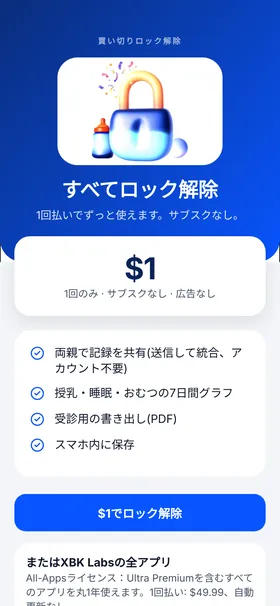 買い切りロック解除
すべてロック解除
1回払いでずっと使えます。サブスクなし。
$1
1回のみ · サブスクなし · 広告なし
両親で記録を共有(送信して統合、ア
カウント不要)
授乳・睡眠・おむつの7日間グラフ
受診用の書き出し(PDF)
スマホ内に保存
$1でロック解除
またはXBK Labsの全アプリ
All-Appsライセンス：Ultra Premiumを含むすべて
のアプリを丸1年使えます。1回払い: $49.99、自動
更新なし